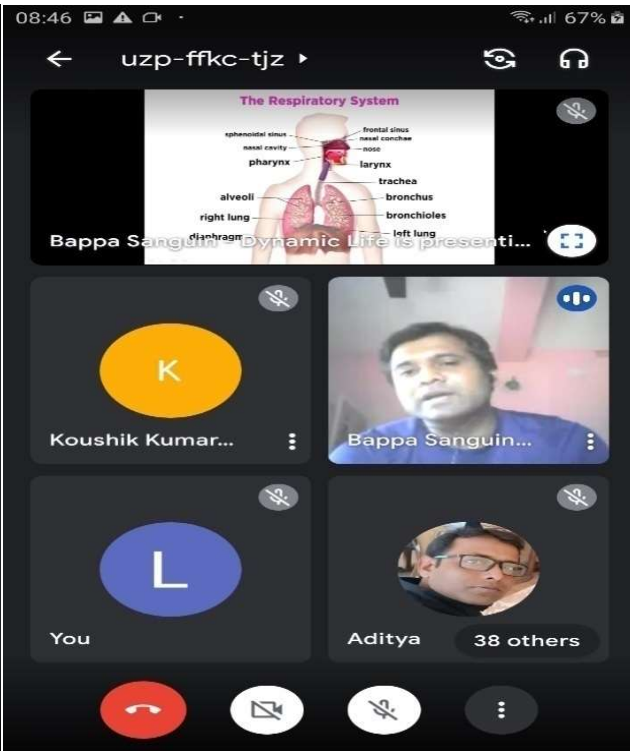 08:46 67%
uzp-ffkc-tjz
The Respiratory System
sphenoidal sinus
frontal sinus
nasal conchae
nasal cavity
nose
pharynx
larynx
trachea
alveoli
bronchus
right lung
bronchioles
diaphragm
left lung
Bappa Sanguin - Dynamic Life is presenti...
K
Koushik Kumar...
Bappa Sanguin...
L
You
Aditya
38 others